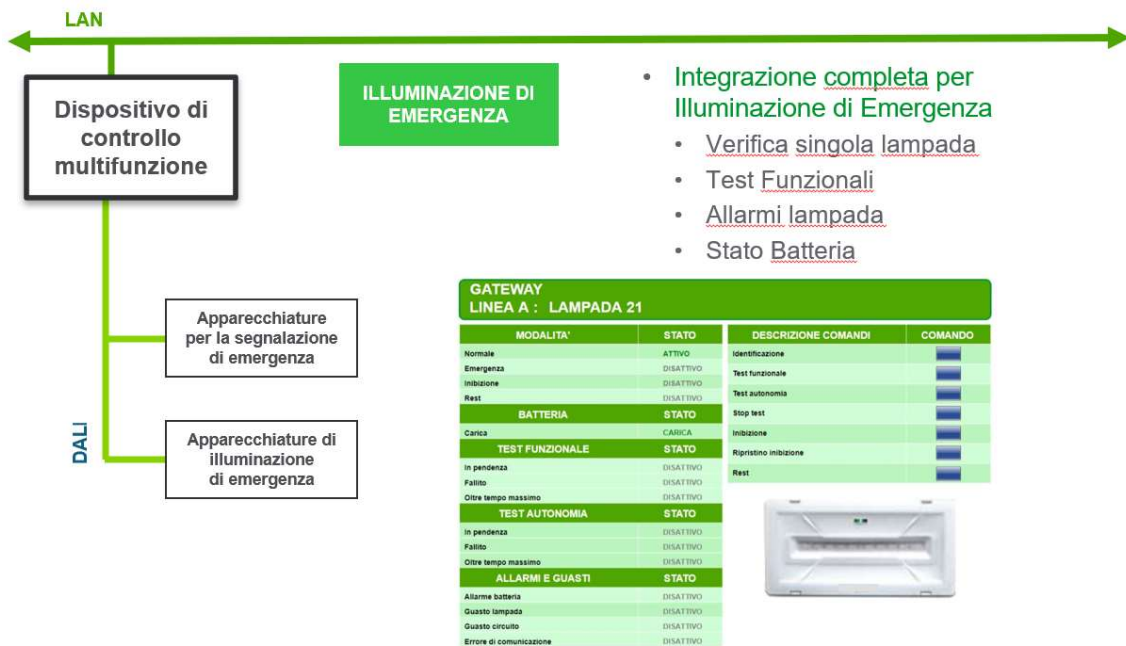 LAN
Dispositivo di
controllo
multifunzione
ILLUMINAZIONE DI
EMERGENZA
• Integrazione completa per
Illuminazione di Emergenza
• Verifica singola lampada
• Test Funzionali
• Allarmi lampada
• Stato Batteria
Apparecchiature
per la segnalazione
di emergenza
DALI
Apparecchiature di
illuminazione
di emergenza
GATEWAY
LINEA A : LAMPADA 21
MODALITA' STATO
Normale ATTIVO
Emergenza DISATTIVO
Inibizione DISATTIVO
Rest DISATTIVO
BATTERIA STATO
Carica CARICA
TEST FUNZIONALE STATO
In pendenza DISATTIVO
Fallito DISATTIVO
Oltre tempo massimo DISATTIVO
TEST AUTONOMIA STATO
In pendenza DISATTIVO
Fallito DISATTIVO
Oltre tempo massimo DISATTIVO
ALLARMI E GUASTI STATO
Allarme batteria DISATTIVO
Guasto lampada DISATTIVO
Guasto circuito DISATTIVO
Errore di comunicazione DISATTIVO
DESCRIZIONE COMANDI COMANDO
Identificazione
Test funzionale
Test autonomia
Stop test
Inibizione
Ripristino inibizione
Rest